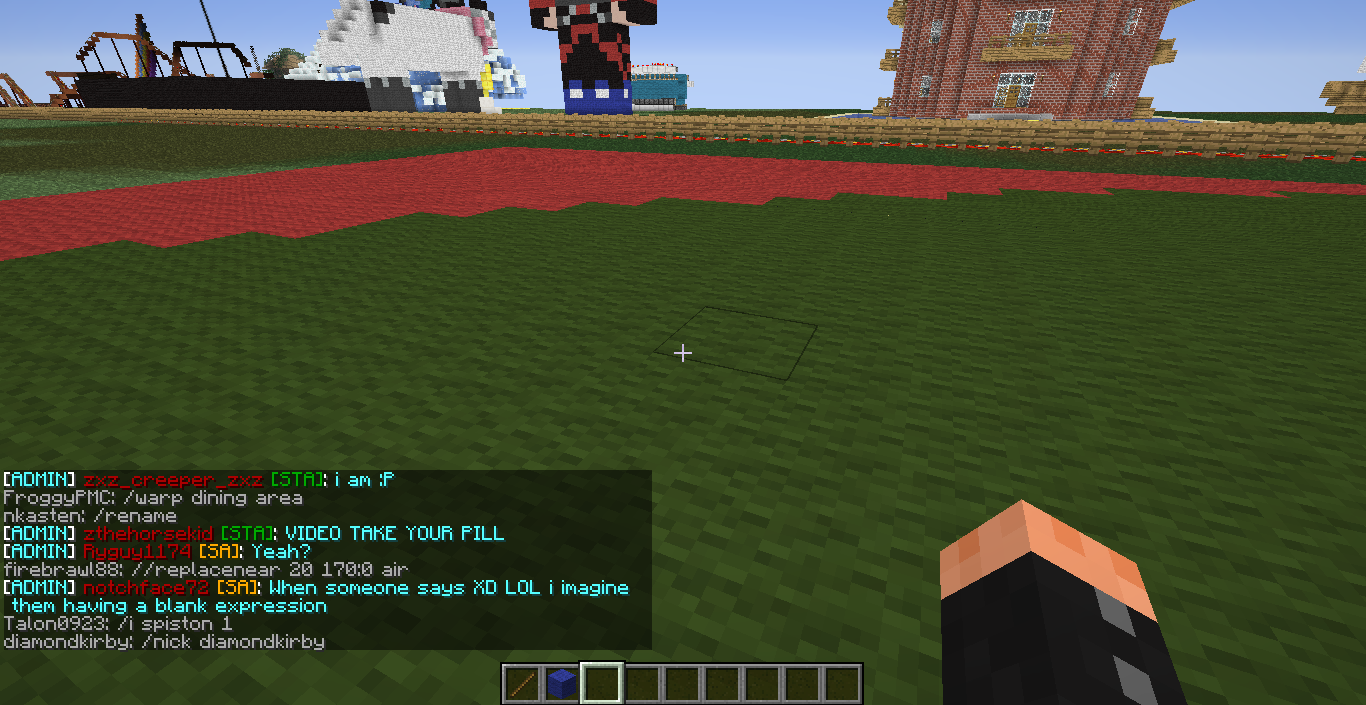 [ADMIN] zxz_creeper_zxz [STA]: i am :P
FroggyPMC: /warp dining area
nkasten: /rename
[ADMIN] zthehorsekid [STA]: VIDEO TAKE YOUR PILL
[ADMIN] Ryguy1174 [SA]: Yeah?
firebrawl88: //replacenear 20 170:0 air
[ADMIN] notchface72 [SA]: When someone says XD LOL i imagine
them having a blank expression
Talon0923: /i spiston 1
diamondkirby: /nick diamondkirby